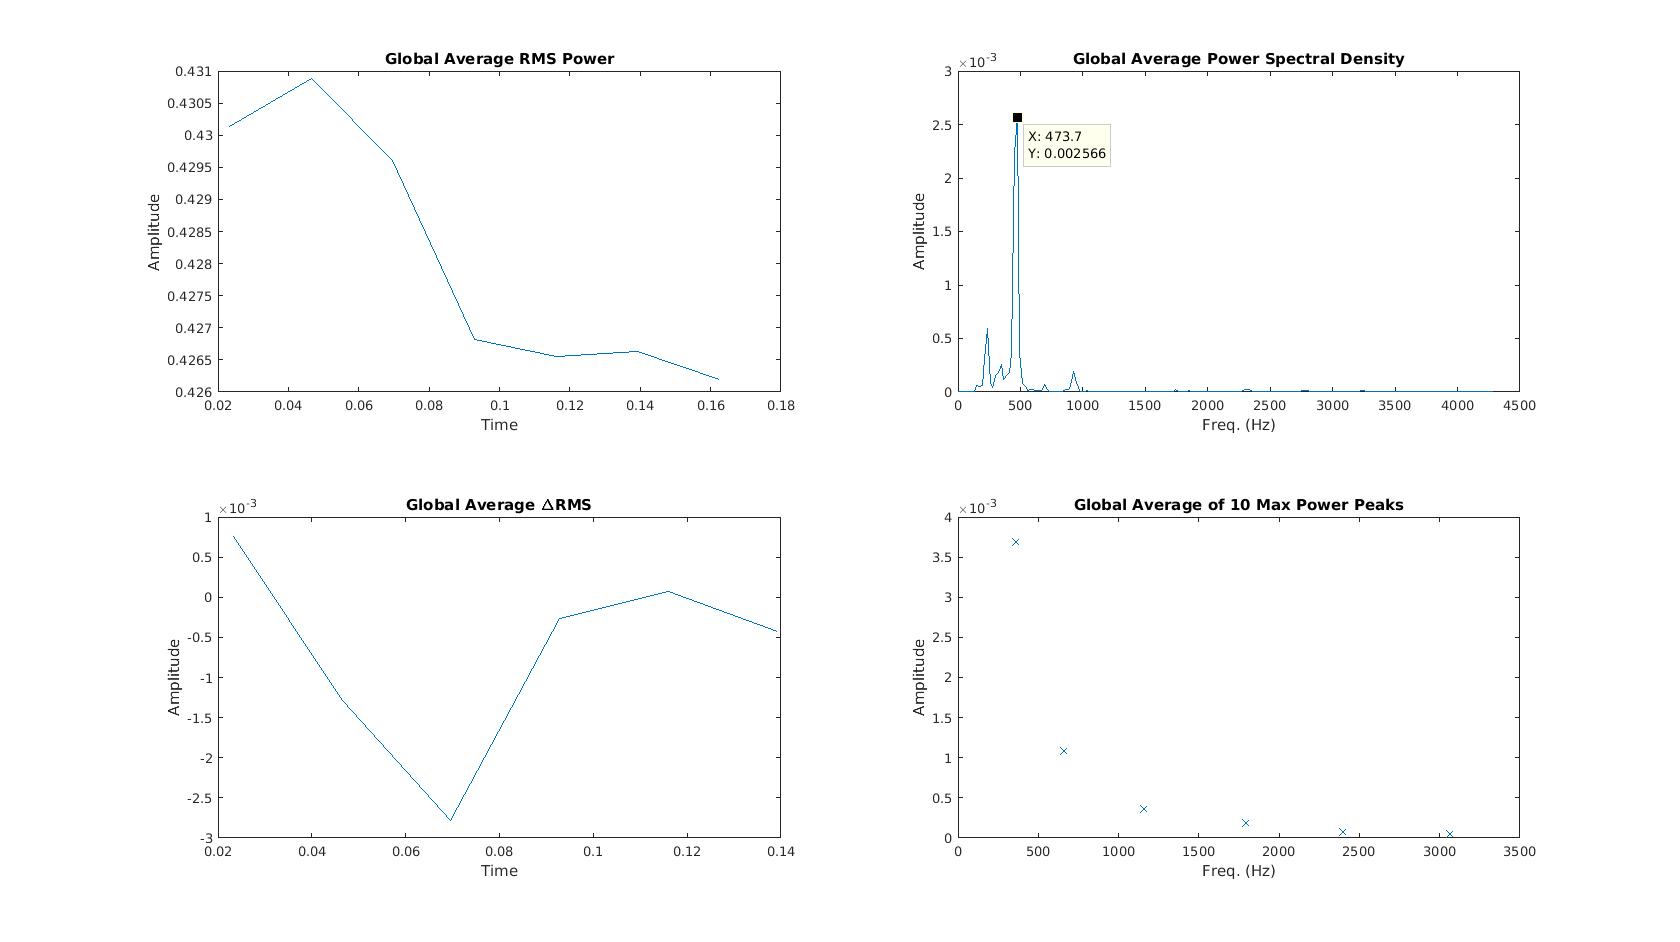 Global Average RMS Power
0.431
0.4305
0.43
0.4295
0.429
0.4285
0.428
0.4275
0.427
0.4265
0.426
Amplitude
0.02 0.04 0.06 0.08 0.1 0.12 0.14 0.16 0.18
Time
×10⁻³
Global Average Power Spectral Density
3
2.5
2
1.5
1
0.5
0
Amplitude
X: 473.7
Y: 0.002566
0 500 1000 1500 2000 2500 3000 3500 4000 4500
Freq. (Hz)
×10⁻³
Global Average ΔRMS
1
0.5
0
-0.5
-1
-1.5
-2
-2.5
-3
Amplitude
0.02 0.04 0.06 0.08 0.1 0.12 0.14
Time
×10⁻³
Global Average of 10 Max Power Peaks
4
3.5
3
2.5
2
1.5
1
0.5
0
Amplitude
0 500 1000 1500 2000 2500 3000 3500
Freq. (Hz)